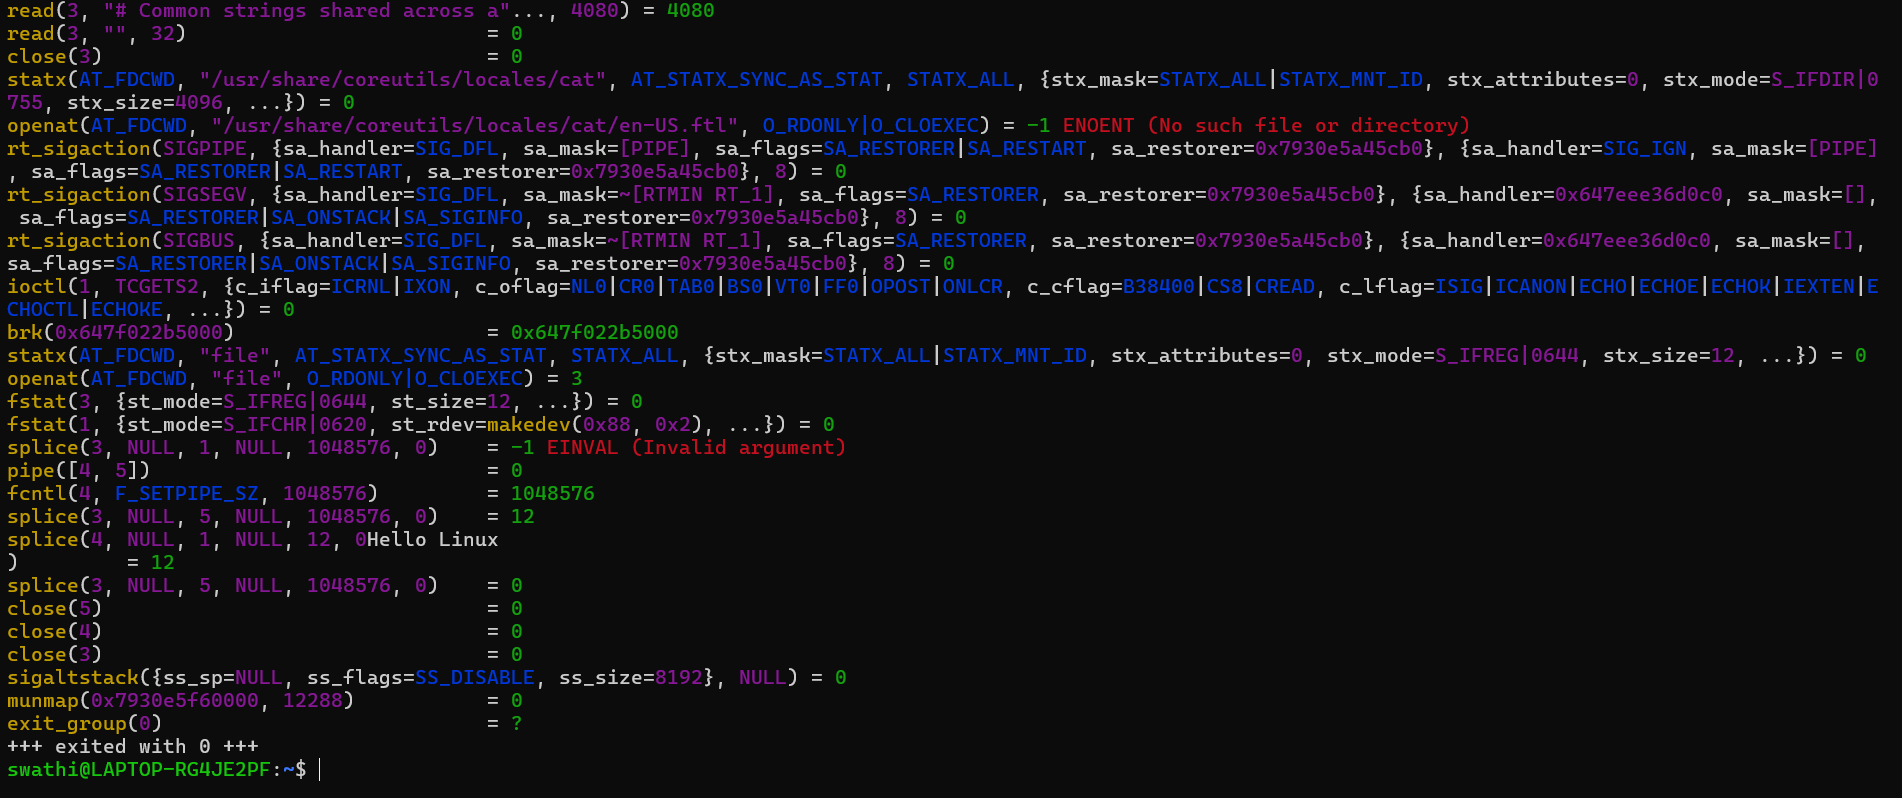 read(3, "# Common strings shared across a"..., 4080) = 4080
read(3, "", 32)                         = 0
close(3)                                = 0
statx(AT_FDCWD, "/usr/share/coreutils/locales/cat", AT_STATX_SYNC_AS_STAT, STATX_ALL, {stx_mask=STATX_ALL|STATX_MNT_ID, stx_attributes=0, stx_mode=S_IFDIR|0
755, stx_size=4096, ...}) = 0
openat(AT_FDCWD, "/usr/share/coreutils/locales/cat/en-US.ftl", O_RDONLY|O_CLOEXEC) = -1 ENOENT (No such file or directory)
rt_sigaction(SIGPIPE, {sa_handler=SIG_DFL, sa_mask=[PIPE], sa_flags=SA_RESTORER|SA_RESTART, sa_restorer=0x7930e5a45cb0}, {sa_handler=SIG_IGN, sa_mask=[PIPE]
, sa_flags=SA_RESTORER|SA_RESTART, sa_restorer=0x7930e5a45cb0}, 8) = 0
rt_sigaction(SIGSEGV, {sa_handler=SIG_DFL, sa_mask=~[RTMIN RT_1], sa_flags=SA_RESTORER, sa_restorer=0x7930e5a45cb0}, {sa_handler=0x647eee36d0c0, sa_mask=[],
 sa_flags=SA_RESTORER|SA_ONSTACK|SA_SIGINFO, sa_restorer=0x7930e5a45cb0}, 8) = 0
rt_sigaction(SIGBUS, {sa_handler=SIG_DFL, sa_mask=~[RTMIN RT_1], sa_flags=SA_RESTORER, sa_restorer=0x7930e5a45cb0}, {sa_handler=0x647eee36d0c0, sa_mask=[],
sa_flags=SA_RESTORER|SA_ONSTACK|SA_SIGINFO, sa_restorer=0x7930e5a45cb0}, 8) = 0
ioctl(1, TCGETS2, {c_iflag=ICRNL|IXON, c_oflag=NL0|CR0|TAB0|BS0|VT0|FF0|OPOST|ONLCR, c_cflag=B38400|CS8|CREAD, c_lflag=ISIG|ICANON|ECHO|ECHOE|ECHOK|IEXTEN|E
CHOCTL|ECHOKE, ...}) = 0
brk(0x647f022b5000)                     = 0x647f022b5000
statx(AT_FDCWD, "file", AT_STATX_SYNC_AS_STAT, STATX_ALL, {stx_mask=STATX_ALL|STATX_MNT_ID, stx_attributes=0, stx_mode=S_IFREG|0644, stx_size=12, ...}) = 0
openat(AT_FDCWD, "file", O_RDONLY|O_CLOEXEC) = 3
fstat(3, {st_mode=S_IFREG|0644, st_size=12, ...}) = 0
fstat(1, {st_mode=S_IFCHR|0620, st_rdev=makedev(0x88, 0x2), ...}) = 0
splice(3, NULL, 1, NULL, 1048576, 0)    = -1 EINVAL (Invalid argument)
pipe([4, 5])                            = 0
fcntl(4, F_SETPIPE_SZ, 1048576)         = 1048576
splice(3, NULL, 5, NULL, 1048576, 0)    = 12
splice(4, NULL, 1, NULL, 12, 0Hello Linux
)         = 12
splice(3, NULL, 5, NULL, 1048576, 0)    = 0
close(5)                                = 0
close(4)                                = 0
close(3)                                = 0
sigaltstack({ss_sp=NULL, ss_flags=SS_DISABLE, ss_size=8192}, NULL) = 0
munmap(0x7930e5f60000, 12288)           = 0
exit_group(0)                           = ?
+++ exited with 0 +++
swathi@LAPTOP-RG4JE2PF:~$